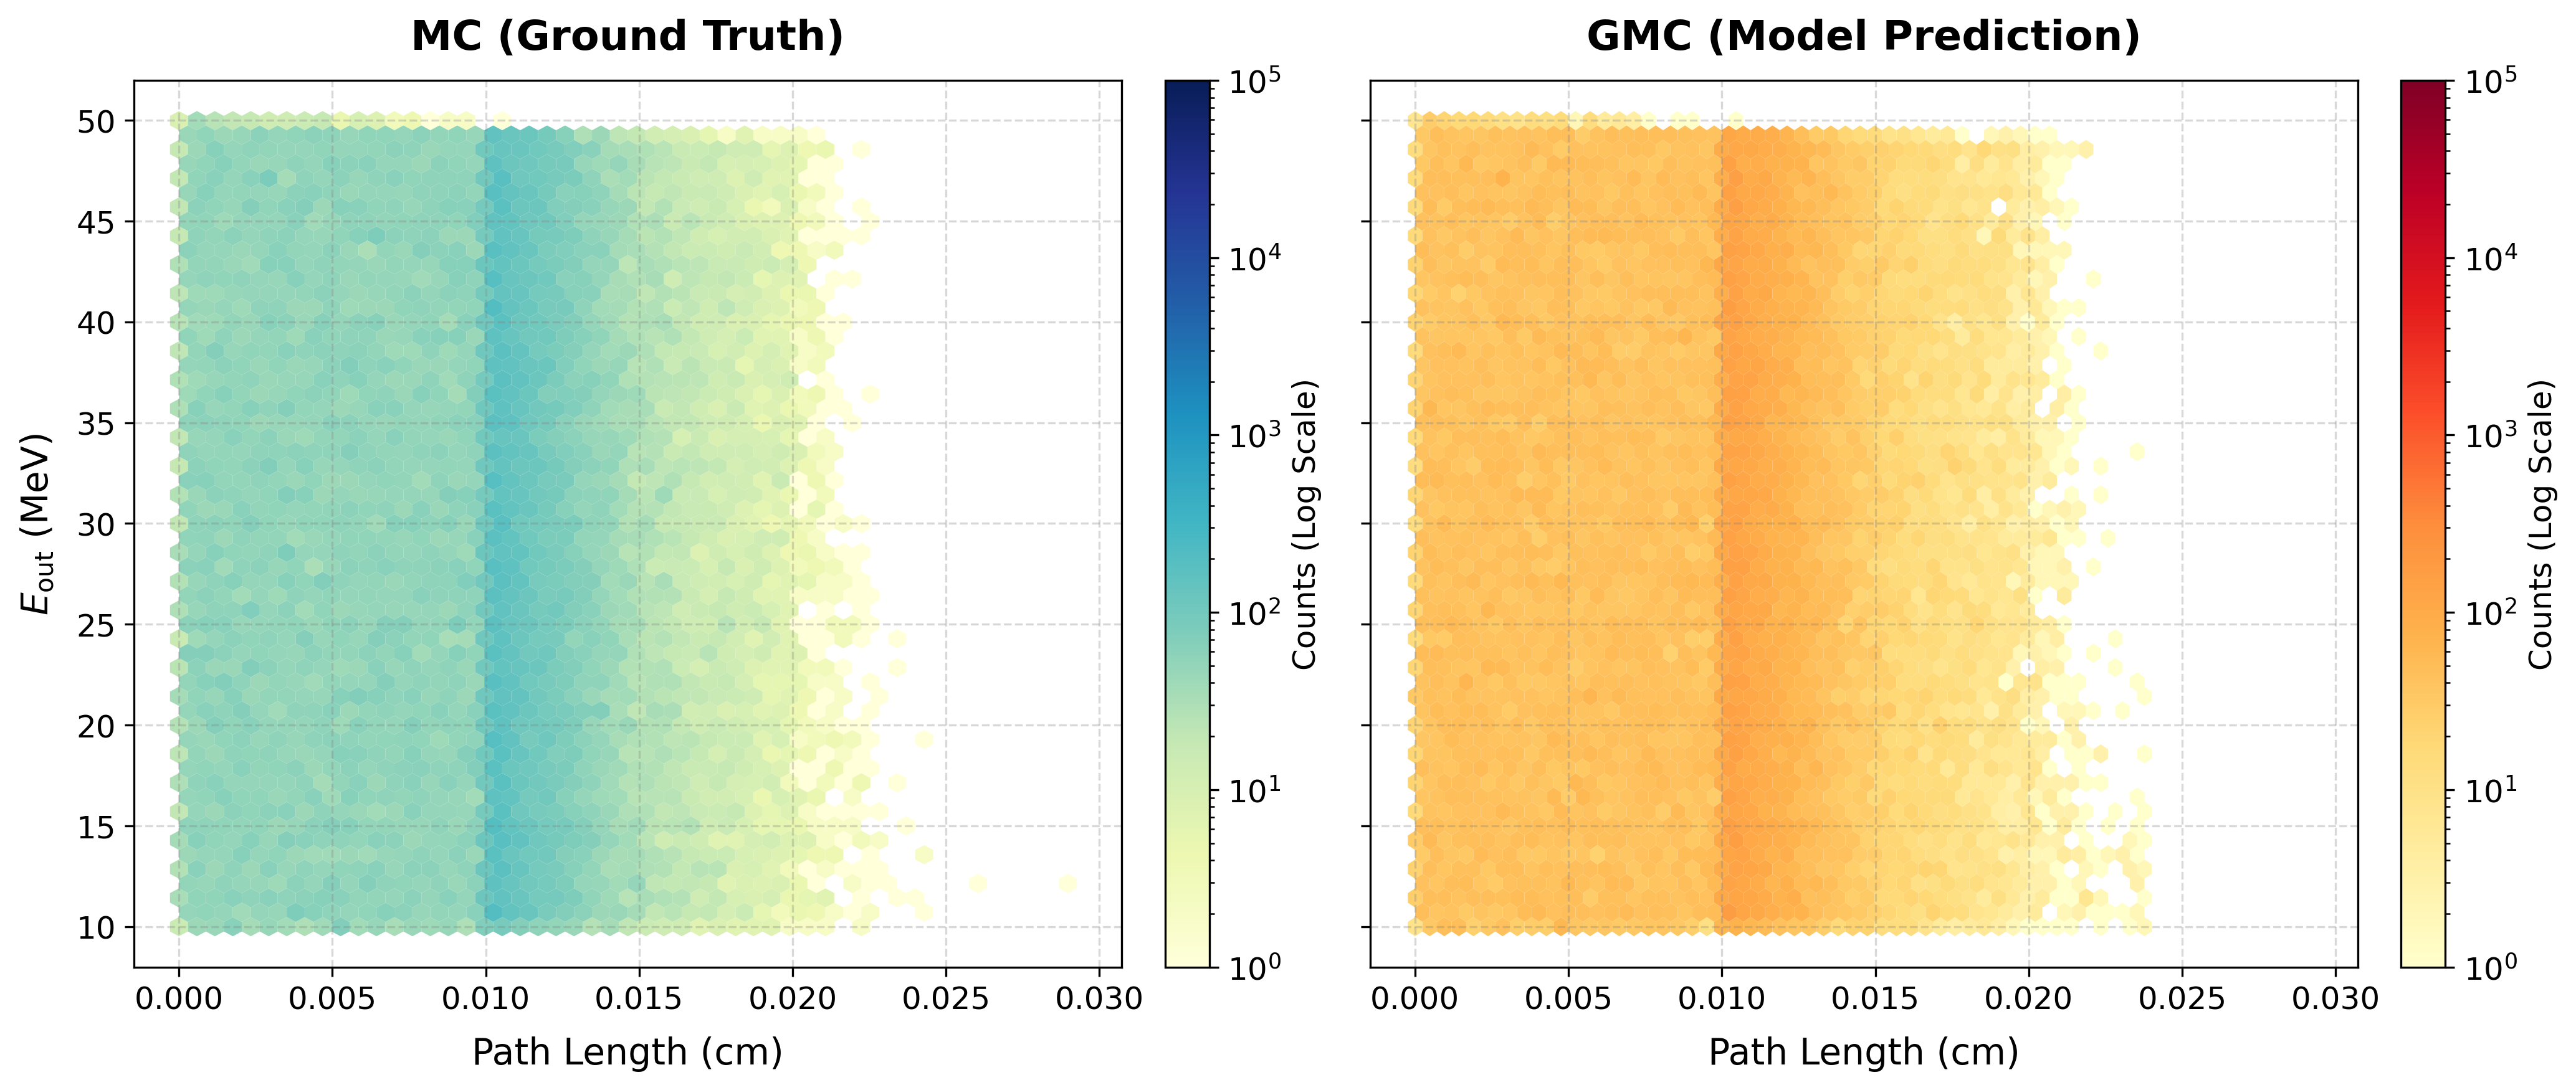 MC (Ground Truth)
GMC (Model Prediction)
E_out (MeV)
50
45
40
35
30
25
20
15
10
0.000 0.005 0.010 0.015 0.020 0.025 0.030
Path Length (cm)
10^5
10^4
10^3
10^2
10^1
10^0
Counts (Log Scale)
0.000 0.005 0.010 0.015 0.020 0.025 0.030
Path Length (cm)
10^5
10^4
10^3
10^2
10^1
10^0
Counts (Log Scale)